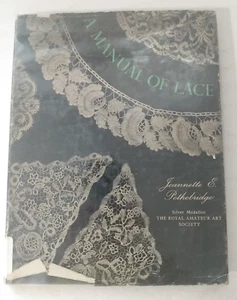 A MANUAL OF LACE
Jeannette E.
Pethebridge
Silver Medallist
THE ROYAL AMATEUR ART
SOCIETY